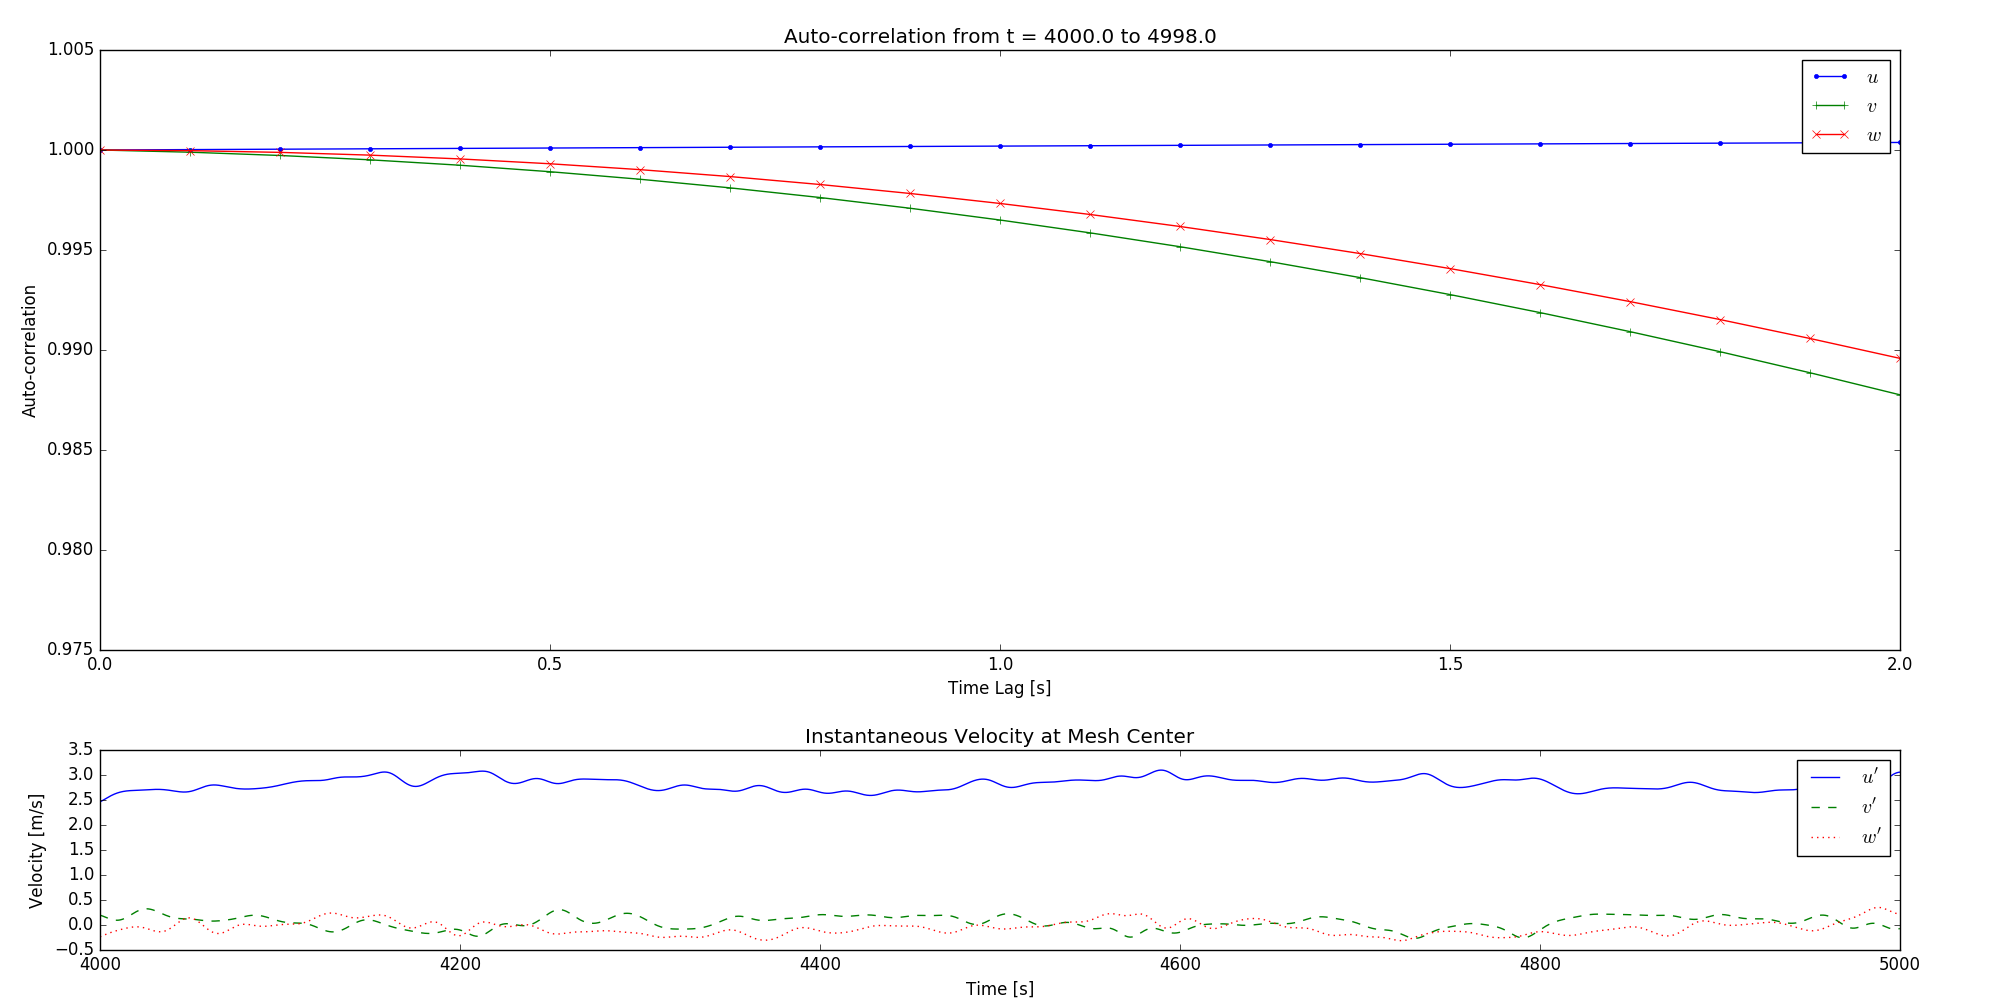 Auto-correlation from t = 4000.0 to 4998.0
1.005
1.000
0.995
0.990
0.985
0.980
0.975
Auto-correlation
u
v
w
0.0 0.5 1.0 1.5 2.0
Time Lag [s]
Instantaneous Velocity at Mesh Center
3.5
3.0
2.5
2.0
1.5
1.0
0.5
0.0
−0.5
Velocity [m/s]
u′
v′
w′
4000 4200 4400 4600 4800 5000
Time [s]